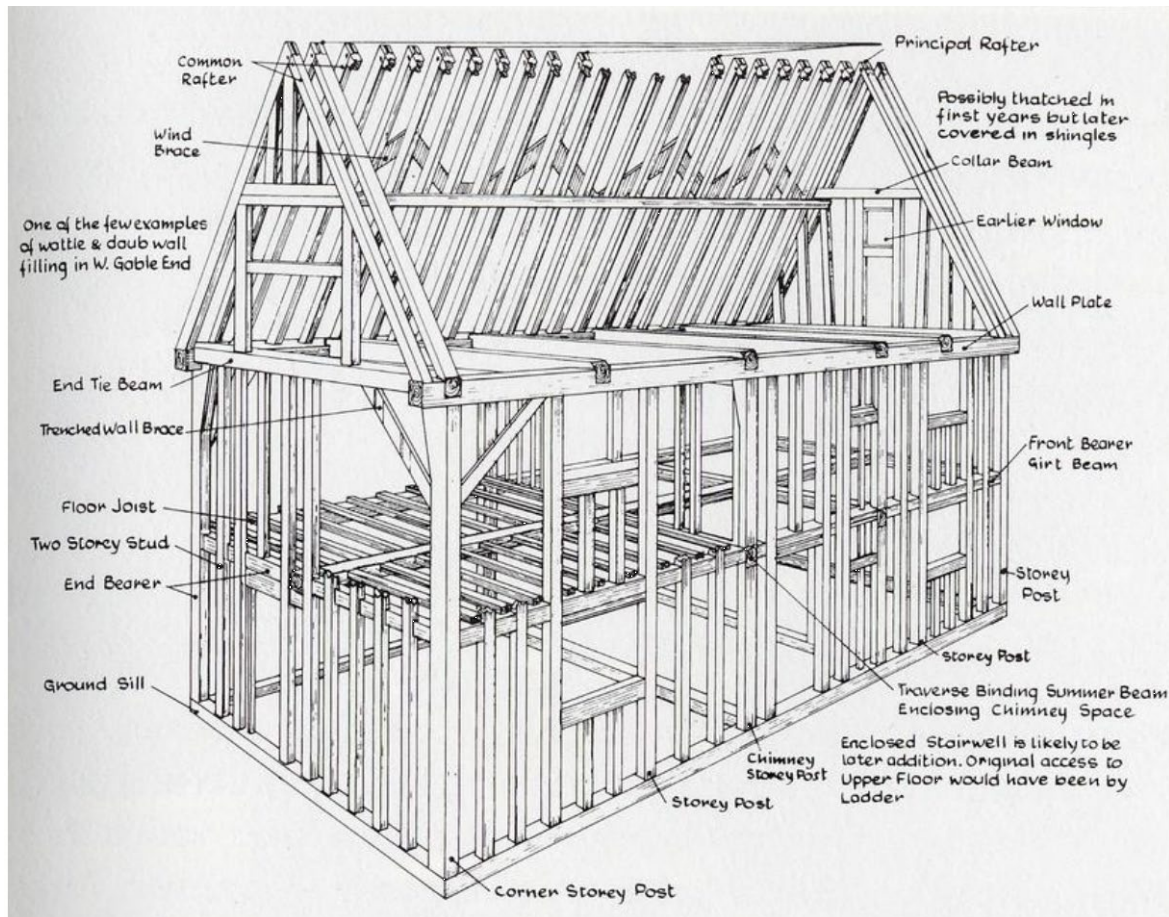 Common
Rafter
Principal Rafter
Wind
Brace
Possibly thatched in
first years but later
covered in shingles
Collar Beam
One of the few examples
of wattle & daub wall
filling in W. Gable End
Earlier Window
Wall Plate
End Tie Beam
Trenched Wall Brace
Front Bearer
Girt Beam
Floor Joist
Two Storey Stud
End Bearer
Storey
Post
Ground Sill
Storey Post
Traverse Binding Summer Beam
Enclosing Chimney Space
Chimney
Storey Post
Enclosed Stairwell is likely to be
later addition. Original access to
Upper Floor would have been by
Ladder
Storey Post
Corner Storey Post